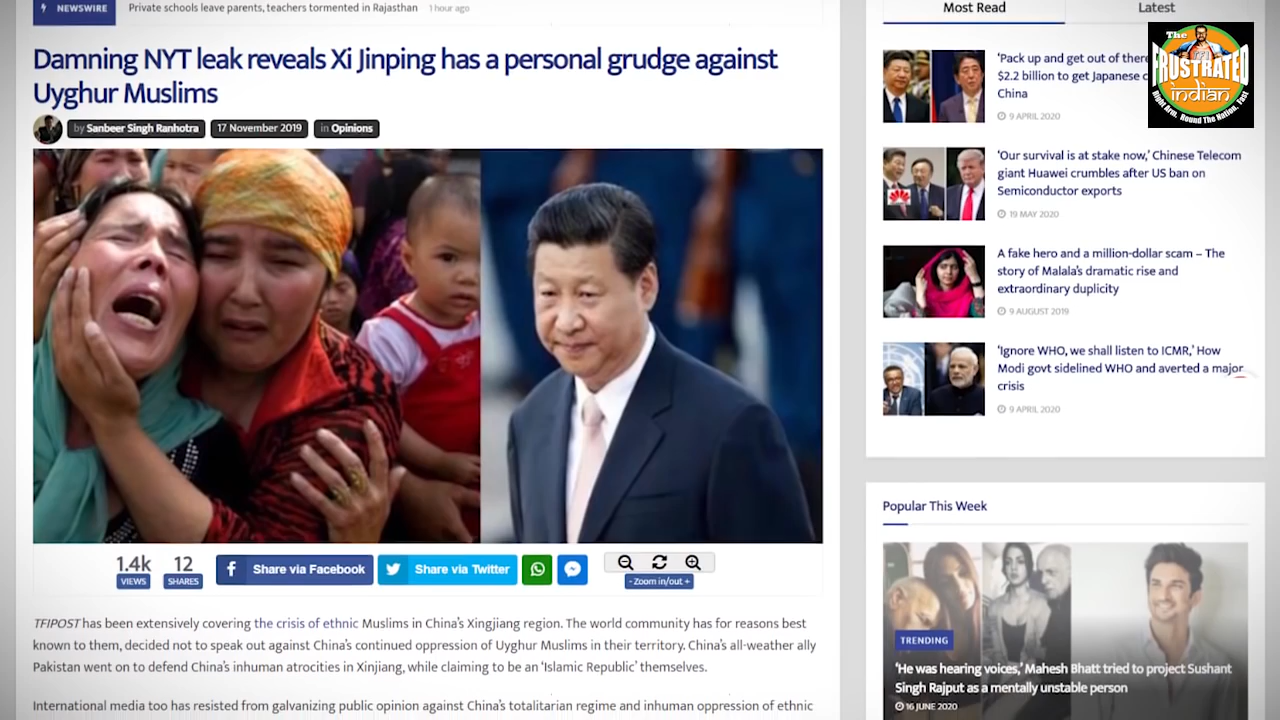 NEWSWIRE
Private schools leave parents, teachers tormented in Rajasthan 1 hour ago
Damning NYT leak reveals Xi Jinping has a personal grudge against
Uyghur Muslims
by Sanbeer Singh Ranhotra 17 November 2019 in Opinions
1.4k
VIEWS
12
SHARES
Share via Facebook
Share via Twitter
- Zoom in/out +
TFIPOST has been extensively covering the crisis of ethnic Muslims in China's Xingjiang region. The world community has for reasons best
known to them, decided not to speak out against China's continued oppression of Uyghur Muslims in their territory. China's all-weather ally
Pakistan went on to defend China's inhuman atrocities in Xinjiang, while claiming to be an 'Islamic Republic' themselves.
International media too has resisted from galvanizing public opinion against China's totalitarian regime and inhuman oppression of ethnic
Most Read
Latest
'Pack up and get out of there
$2.2 billion to get Japanese
China
9 APRIL 2020
'Our survival is at stake now,' Chinese Telecom
giant Huawei crumbles after US ban on
Semiconductor exports
19 MAY 2020
A fake hero and a million-dollar scam – The
story of Malala's dramatic rise and
extraordinary duplicity
9 AUGUST 2019
'Ignore WHO, we shall listen to ICMR,' How
Modi govt sidelined WHO and averted a major
crisis
9 APRIL 2020
Popular This Week
TRENDING
'He was hearing voices,' Mahesh Bhatt tried to project Sushant
Singh Rajput as a mentally unstable person
16 JUNE 2020
The
FRUSTRATED
indian
Right Arm, Round The Nation, Fast